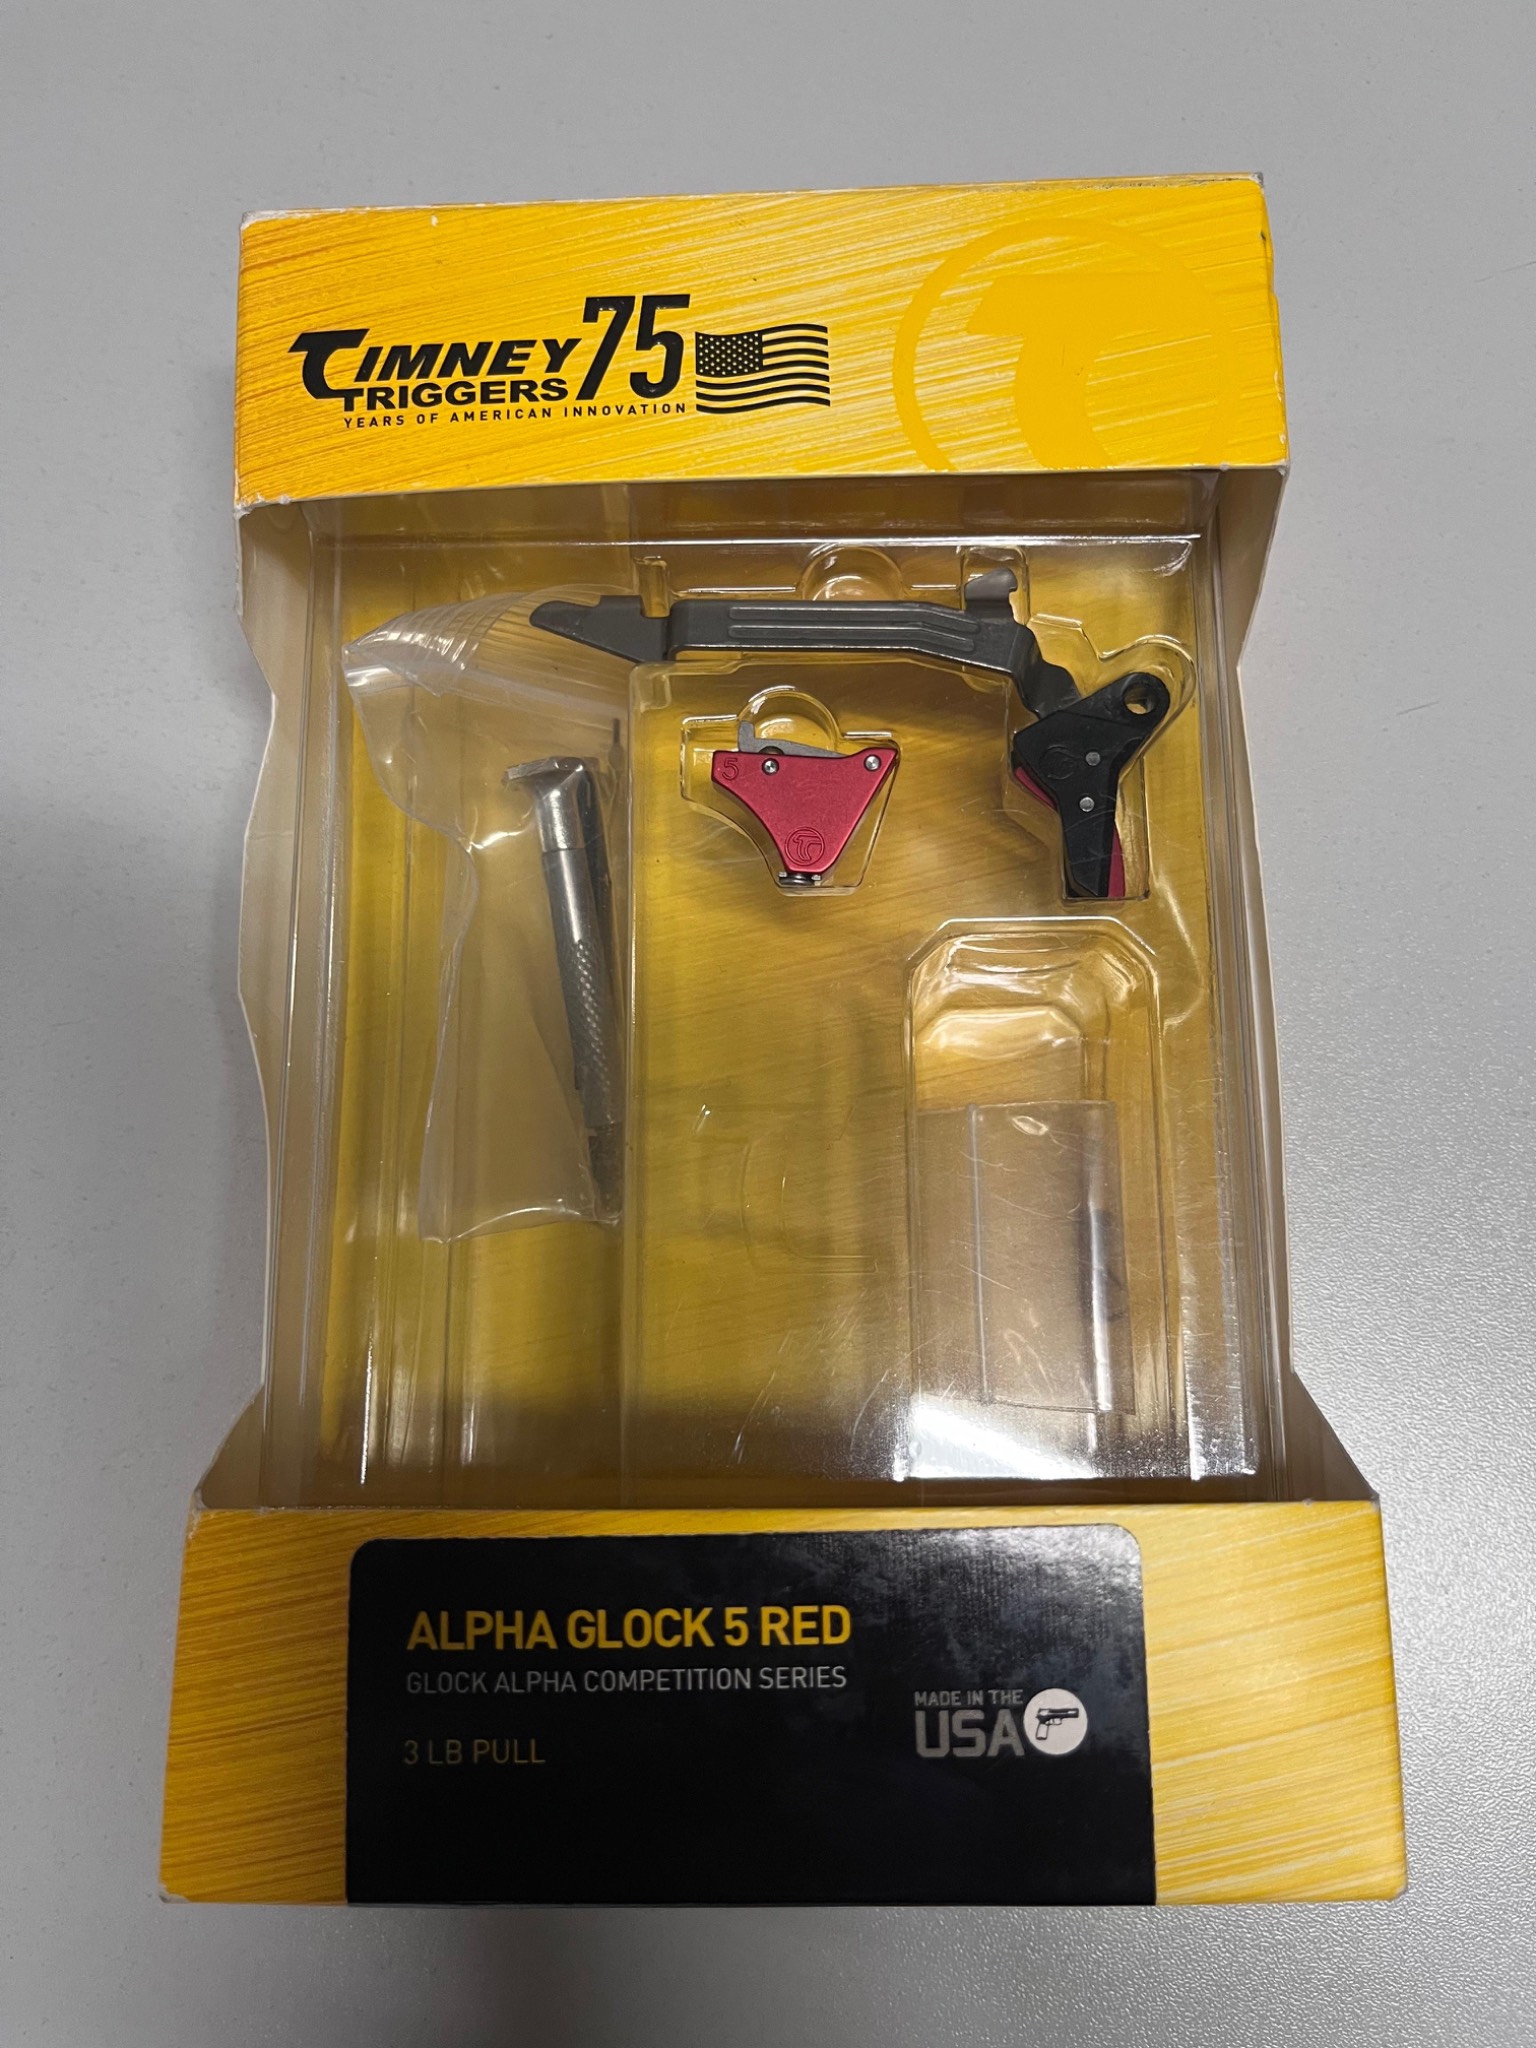 TIMNEY 75
TRIGGERS
YEARS OF AMERICAN INNOVATION
5
ALPHA GLOCK 5 RED
GLOCK ALPHA COMPETITION SERIES
3 LB PULL
MADE IN THE
USA